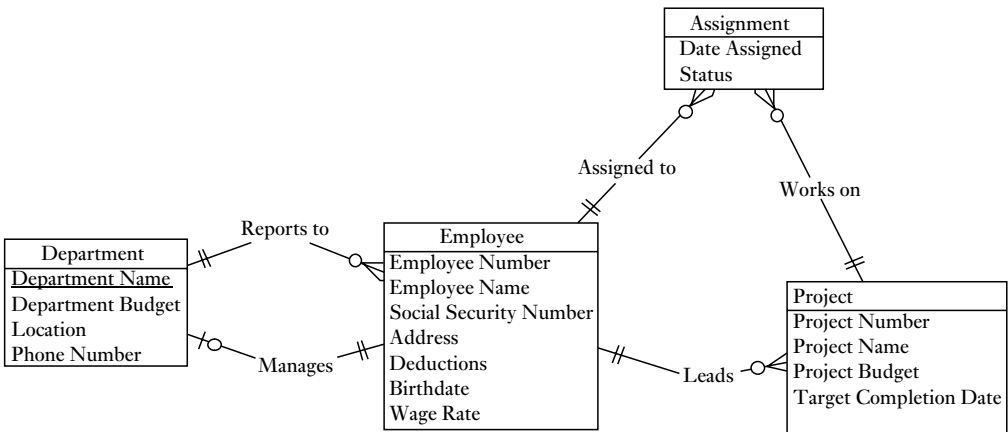 Assignment
Date Assigned
Status
Assigned to
Works on
Reports to
Department
Department Name
Department Budget
Location
Phone Number
Manages
Employee
Employee Number
Employee Name
Social Security Number
Address
Deductions
Birthdate
Wage Rate
Leads
Project
Project Number
Project Name
Project Budget
Target Completion Date